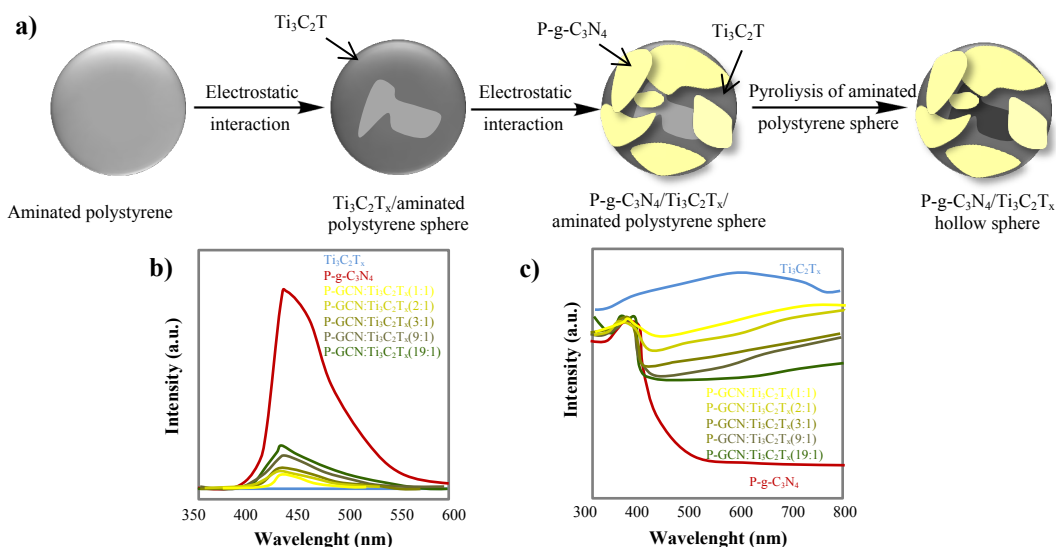 a)
Ti₃C₂T
P-g-C₃N₄
Ti₃C₂T
Electrostatic
interaction
Electrostatic
interaction
Pyroliysis of aminated
polystyrene sphere
Aminated polystyrene
Ti₃C₂Tₓ/aminated
polystyrene sphere
P-g-C₃N₄/Ti₃C₂Tₓ/
aminated polystyrene sphere
P-g-C₃N₄/Ti₃C₂Tₓ
hollow sphere
b)
Ti₃C₂Tₓ
P-g-C₃N₄
P-GCN:Ti₃C₂Tₓ(1:1)
P-GCN:Ti₃C₂Tₓ(2:1)
P-GCN:Ti₃C₂Tₓ(3:1)
P-GCN:Ti₃C₂Tₓ(9:1)
P-GCN:Ti₃C₂Tₓ(19:1)
Intensity (a.u.)
350 400 450 500 550 600
Wavelenght (nm)
c)
Ti₃C₂Tₓ
P-GCN:Ti₃C₂Tₓ(1:1)
P-GCN:Ti₃C₂Tₓ(2:1)
P-GCN:Ti₃C₂Tₓ(3:1)
P-GCN:Ti₃C₂Tₓ(9:1)
P-GCN:Ti₃C₂Tₓ(19:1)
P-g-C₃N₄
Intensity (a.u.)
300 400 500 600 700 800
Wavelenght (nm)